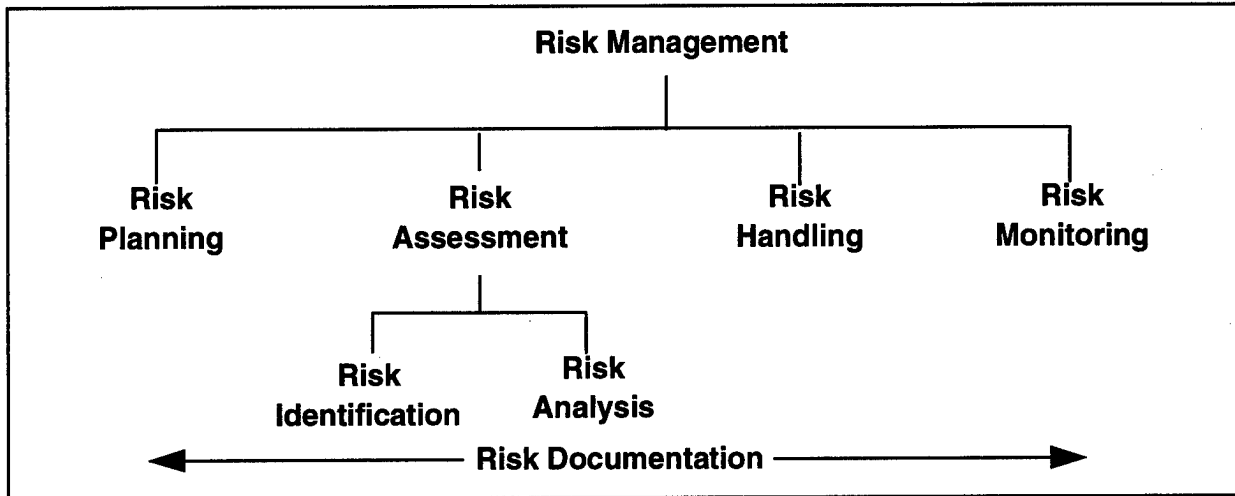 Risk Management
Risk
Planning
Risk
Assessment
Risk
Handling
Risk
Monitoring
Risk
Identification
Risk
Analysis
Risk Documentation